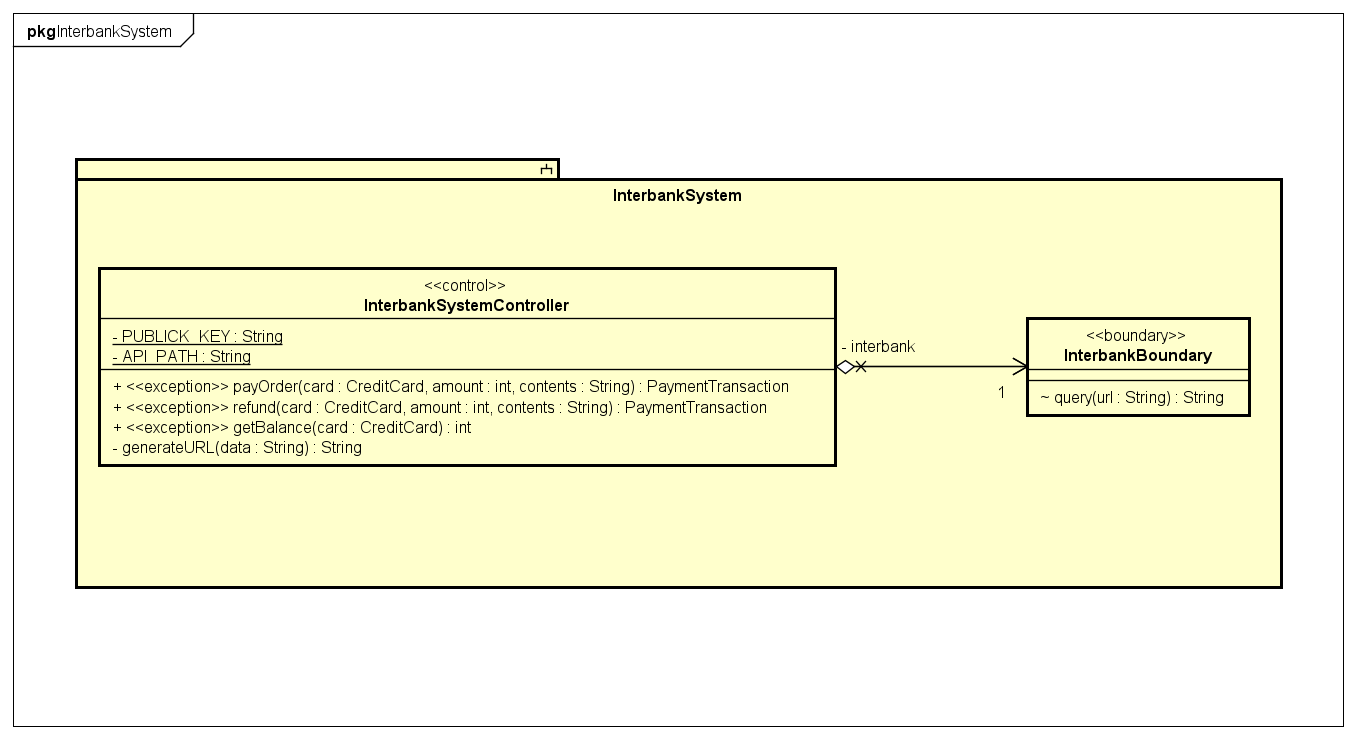 pkgInterbankSystem
InterbankSystem
<<control>>
InterbankSystemController
- PUBLICK_KEY : String
- API_PATH : String
+ <<exception>> payOrder(card : CreditCard, amount : int, contents : String) : PaymentTransaction
+ <<exception>> refund(card : CreditCard, amount : int, contents : String) : PaymentTransaction
+ <<exception>> getBalance(card : CreditCard) : int
- generateURL(data : String) : String
- interbank
1
<<boundary>>
InterbankBoundary
~ query(url : String) : String